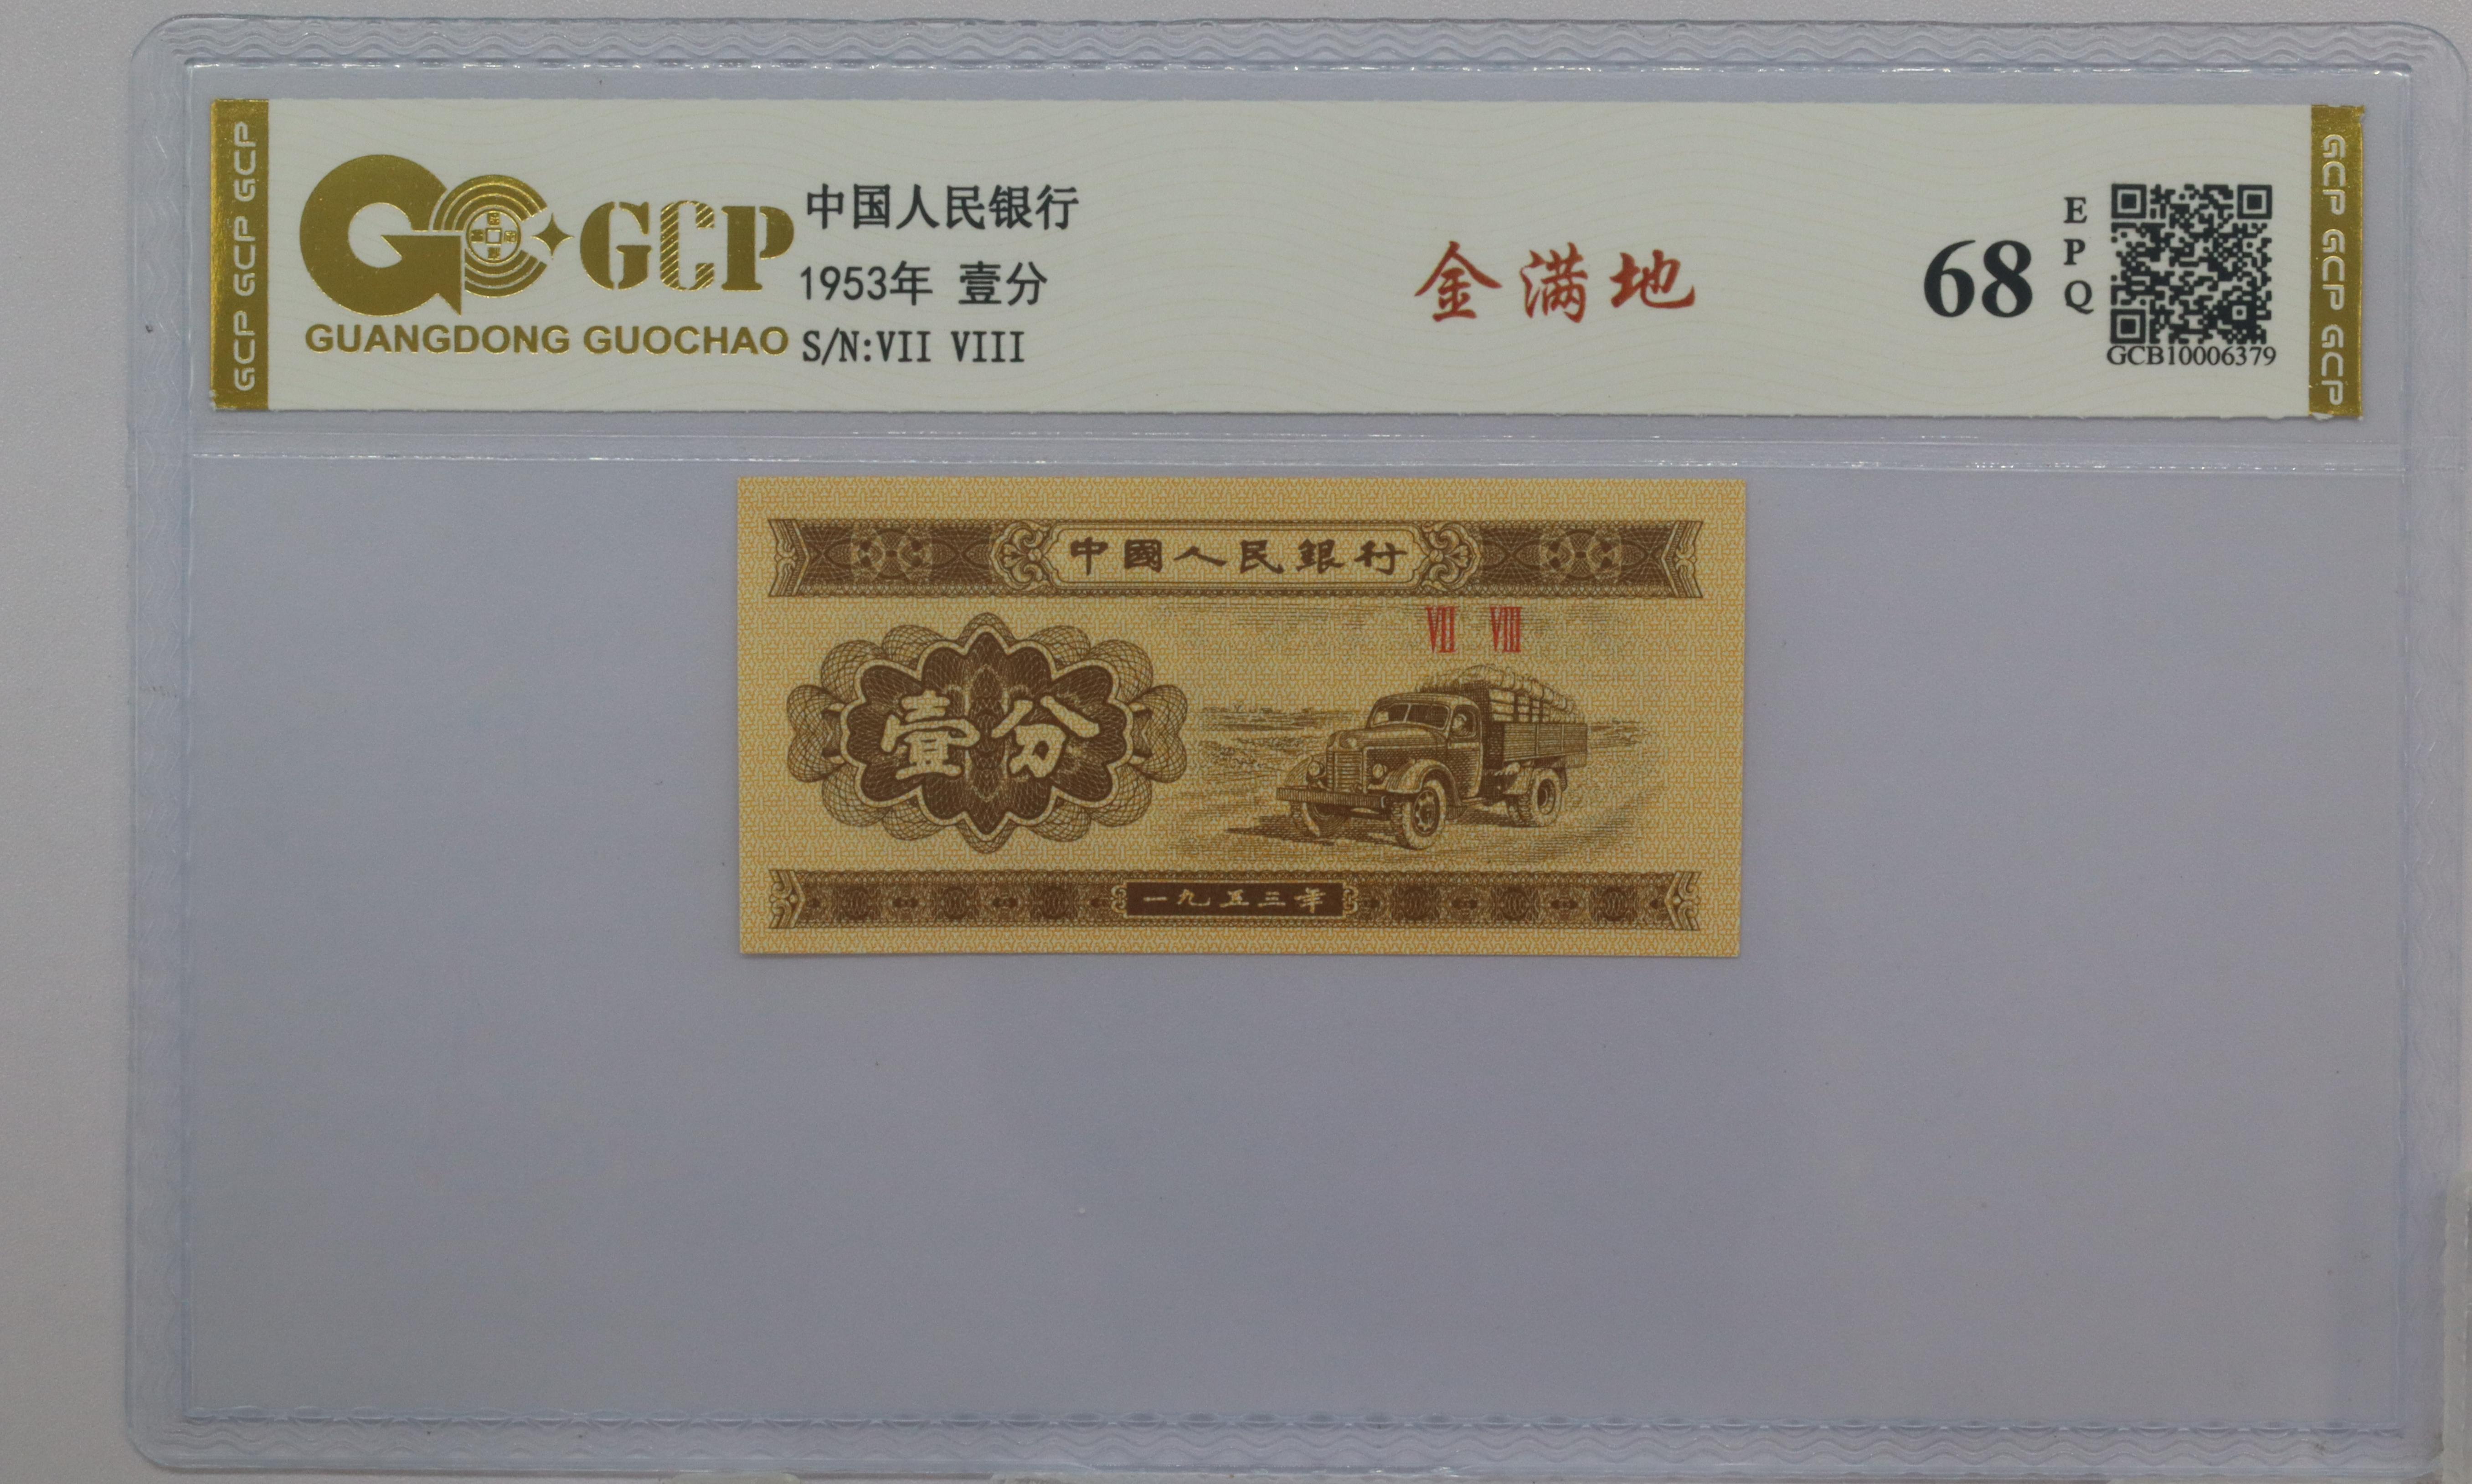 GCP GCP GCP
GCP
GUANGDONG GUOCHAO
中国人民银行
1953年 壹分
S/N:VII VIII
金满地
68
EPQ
GCB10006379
GCP GCP GCP
中國人民銀行
VII VIII
壹分
一九五三年